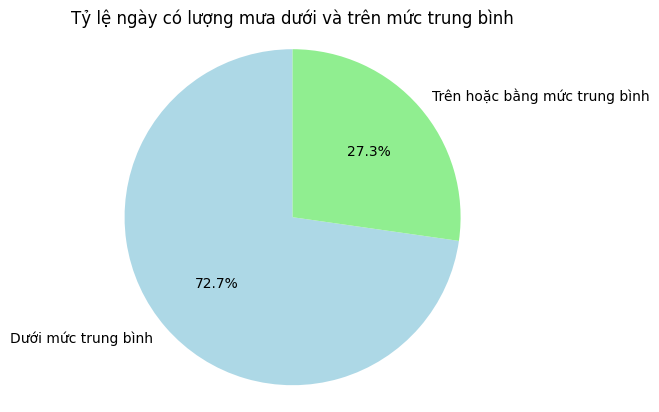 Tỷ lệ ngày có lượng mưa dưới và trên mức trung bình
Trên hoặc bằng mức trung bình
27.3%
72.7%
Dưới mức trung bình